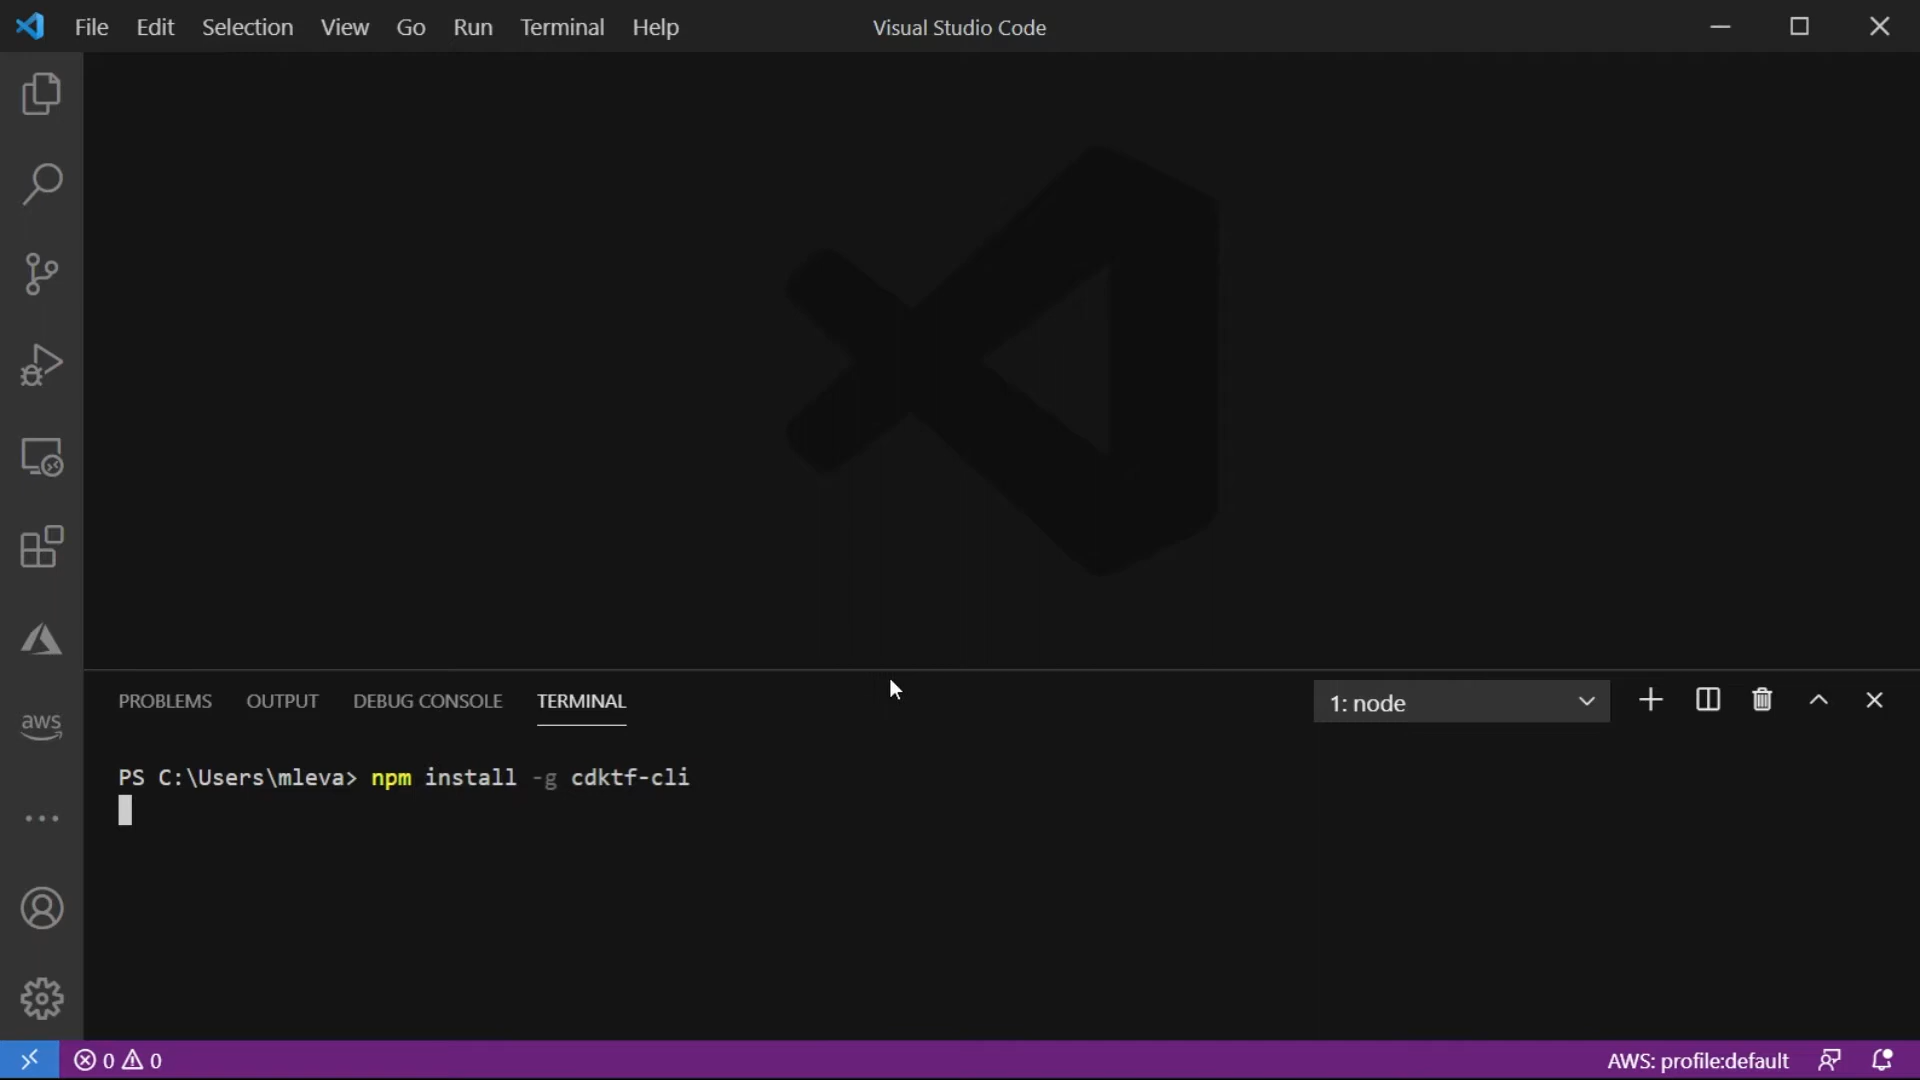 File Edit Selection View Go Run Terminal Help Visual Studio Code
aws
PROBLEMS OUTPUT DEBUG CONSOLE TERMINAL 1: node
PS C:\Users\mleva> npm install -g cdktf-cli
0 0 AWS: profile:default